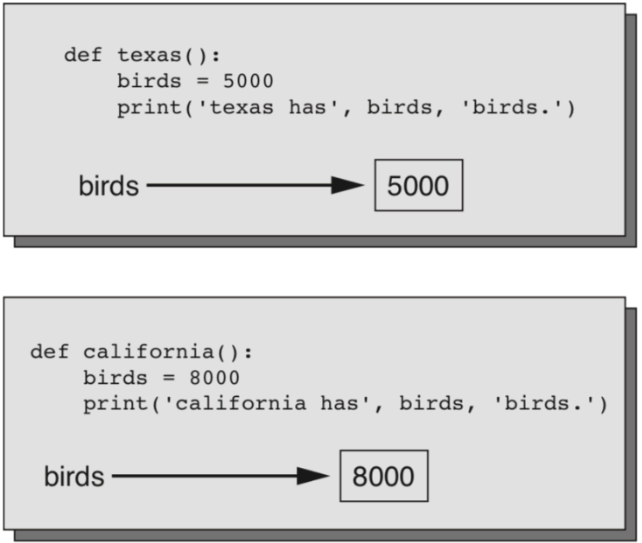 def texas():
    birds = 5000
    print('texas has', birds, 'birds.')
birds 5000
def california():
    birds = 8000
    print('california has', birds, 'birds.')
birds 8000